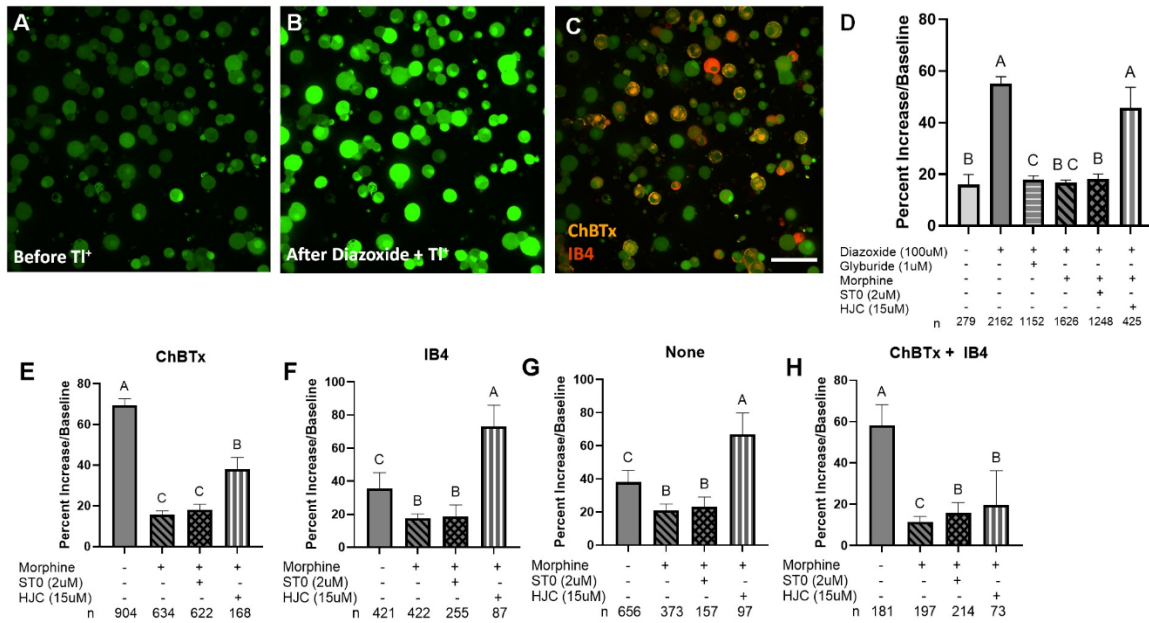 A
Before Tl⁺
B
After Diazoxide + Tl⁺
C
ChBTx
IB4
D
Percent Increase/Baseline
80
60
40
20
0
B
A
C
B C
B
A
Diazoxide (100uM) - + + + + +
Glyburide (1uM) - - + - - -
Morphine - - - + + +
ST0 (2uM) - - - - + -
HJC (15uM) - - - - - +
n 279 2162 1152 1626 1248 425
E
ChBTx
Percent Increase/Baseline
80
60
40
20
0
A
C
C
B
Morphine - + + +
ST0 (2uM) - - + -
HJC (15uM) - - - +
n 904 634 622 168
F
IB4
Percent Increase/Baseline
100
80
60
40
20
0
C
B
B
A
Morphine - + + +
ST0 (2uM) - - + -
HJC (15uM) - - - +
n 421 422 255 87
G
None
Percent Increase/Baseline
100
80
60
40
20
0
C
B
B
A
Morphine - + + +
ST0 (2uM) - - + -
HJC (15uM) - - - +
n 656 373 157 97
H
ChBTx + IB4
Percent Increase/Baseline
80
60
40
20
0
A
C
B
B
Morphine - + + +
ST0 (2uM) - - + -
HJC (15uM) - - - +
n 181 197 214 73